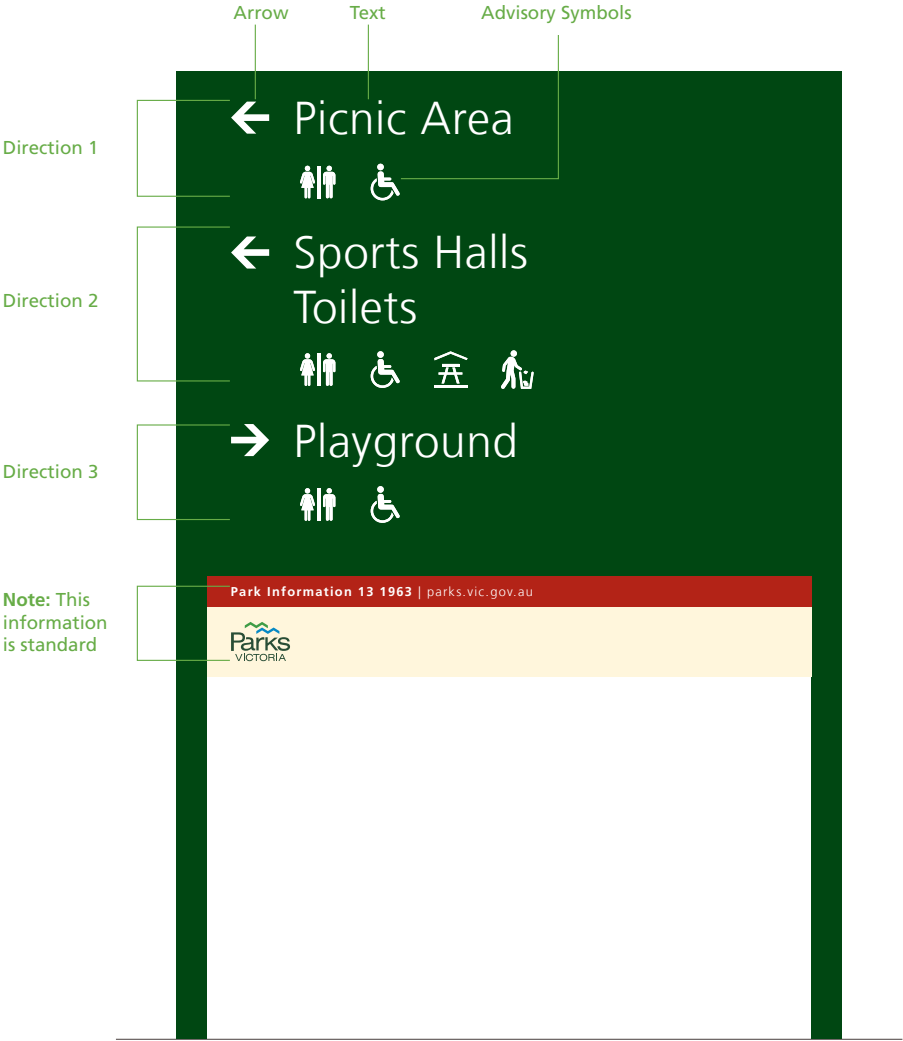 Arrow Text Advisory Symbols
Direction 1
Picnic Area
Direction 2
Sports Halls
Toilets
Direction 3
Playground
Note: This
information
is standard
Park Information 13 1963 | parks.vic.gov.au
Parks
VICTORIA